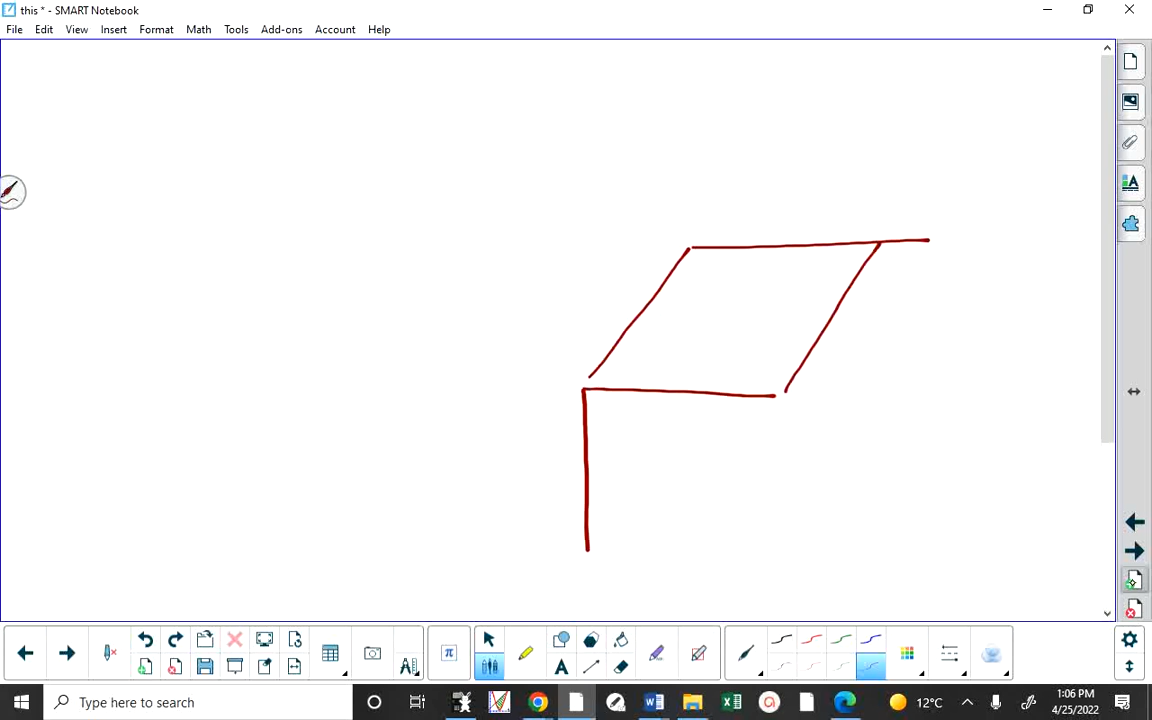 this * - SMART Notebook
File Edit View Insert Format Math Tools Add-ons Account Help
Type here to search
12°C
1:06 PM
4/25/2022